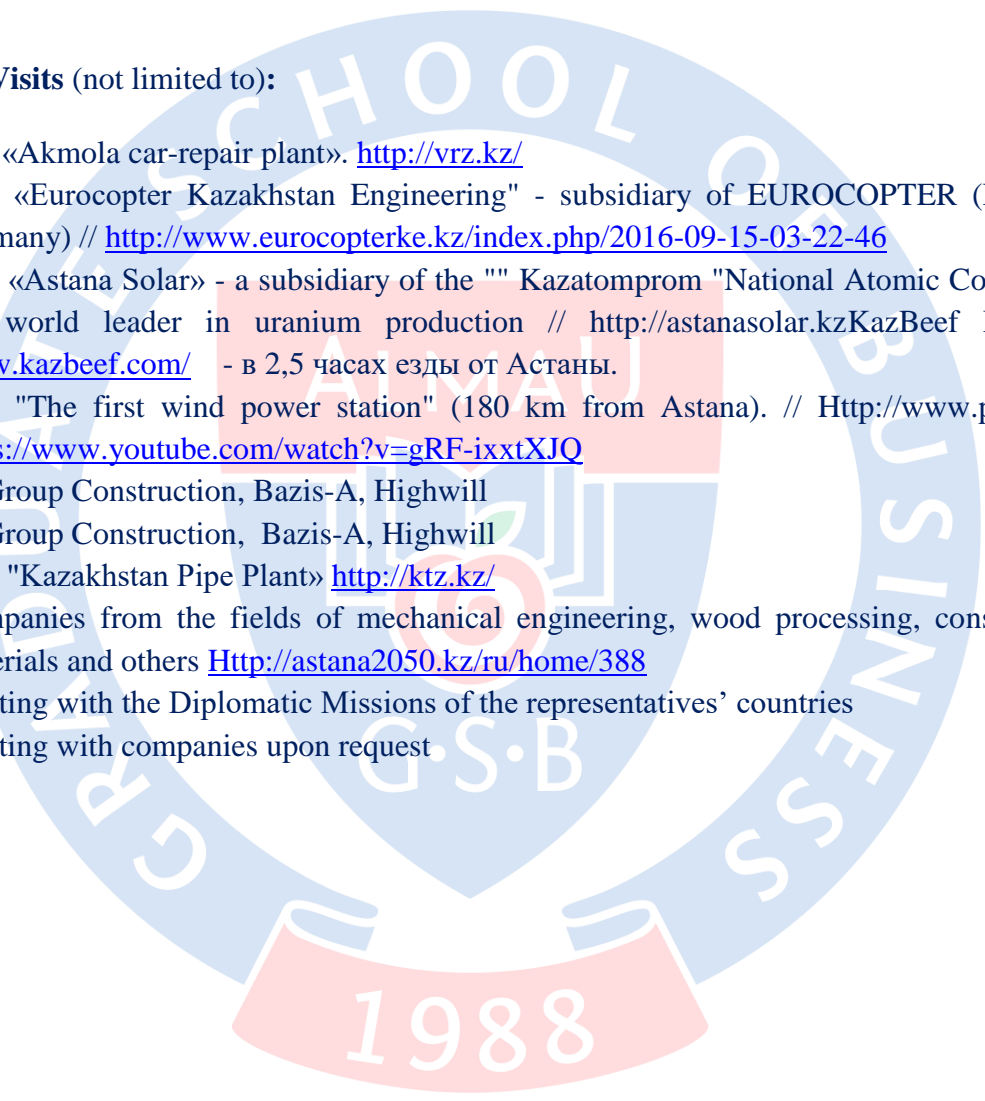 Visits (not limited to):
«Akmola car-repair plant». http://vrz.kz/
«Eurocopter Kazakhstan Engineering" - subsidiary of EUROCOPTER (
many) // http://www.eurocopterke.kz/index.php/2016-09-15-03-22-46
«Astana Solar» - a subsidiary of the "" Kazatomprom "National Atomic Co
world leader in uranium production // http://astanasolar.kzKazBeef
w.kazbeef.com/ - в 2,5 часах езды от Астаны.
"The first wind power station" (180 km from Astana). // Http://www.p
s://www.youtube.com/watch?v=gRF-ixxtXJQ
Group Construction, Bazis-A, Highwill
Group Construction, Bazis-A, Highwill
"Kazakhstan Pipe Plant» http://ktz.kz/
panies from the fields of mechanical engineering, wood processing, cons
erials and others Http://astana2050.kz/ru/home/388
ting with the Diplomatic Missions of the representatives’ countries
ting with companies upon request
GRADUATE SCHOOL OF BUSINESS
ALMAU
G·S·B
1988